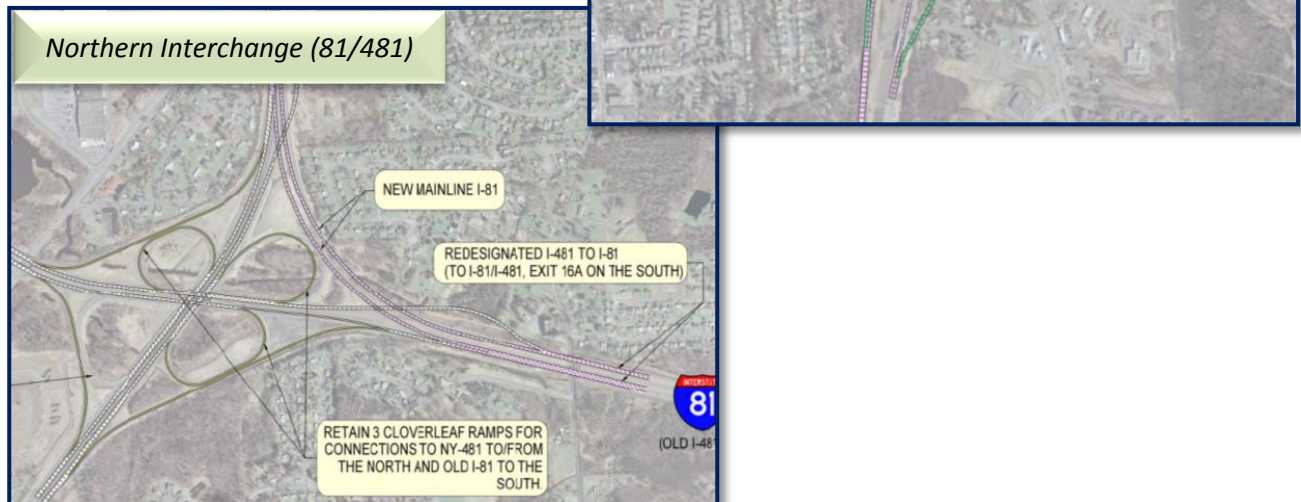 Northern Interchange (81/481)
NEW MAINLINE I-81
REDESIGNATED I-481 TO I-81
(TO I-81/I-481, EXIT 16A ON THE SOUTH)
RETAIN 3 CLOVERLEAF RAMPS FOR
CONNECTIONS TO NY-481 TO/FROM
THE NORTH AND OLD I-81 TO THE
SOUTH.
81
(OLD I-48